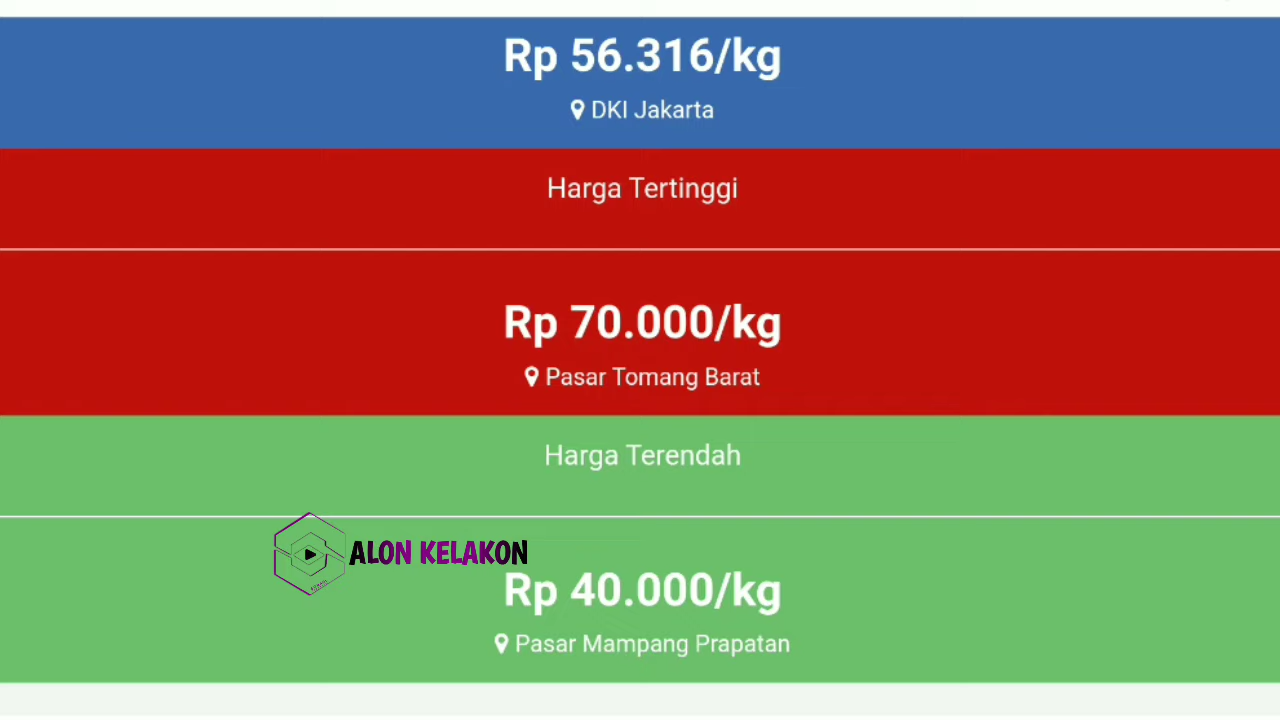 Rp 56.316/kg
DKI Jakarta
Harga Tertinggi
Rp 70.000/kg
Pasar Tomang Barat
Harga Terendah
ALON KELAKON
Rp 40.000/kg
Pasar Mampang Prapatan